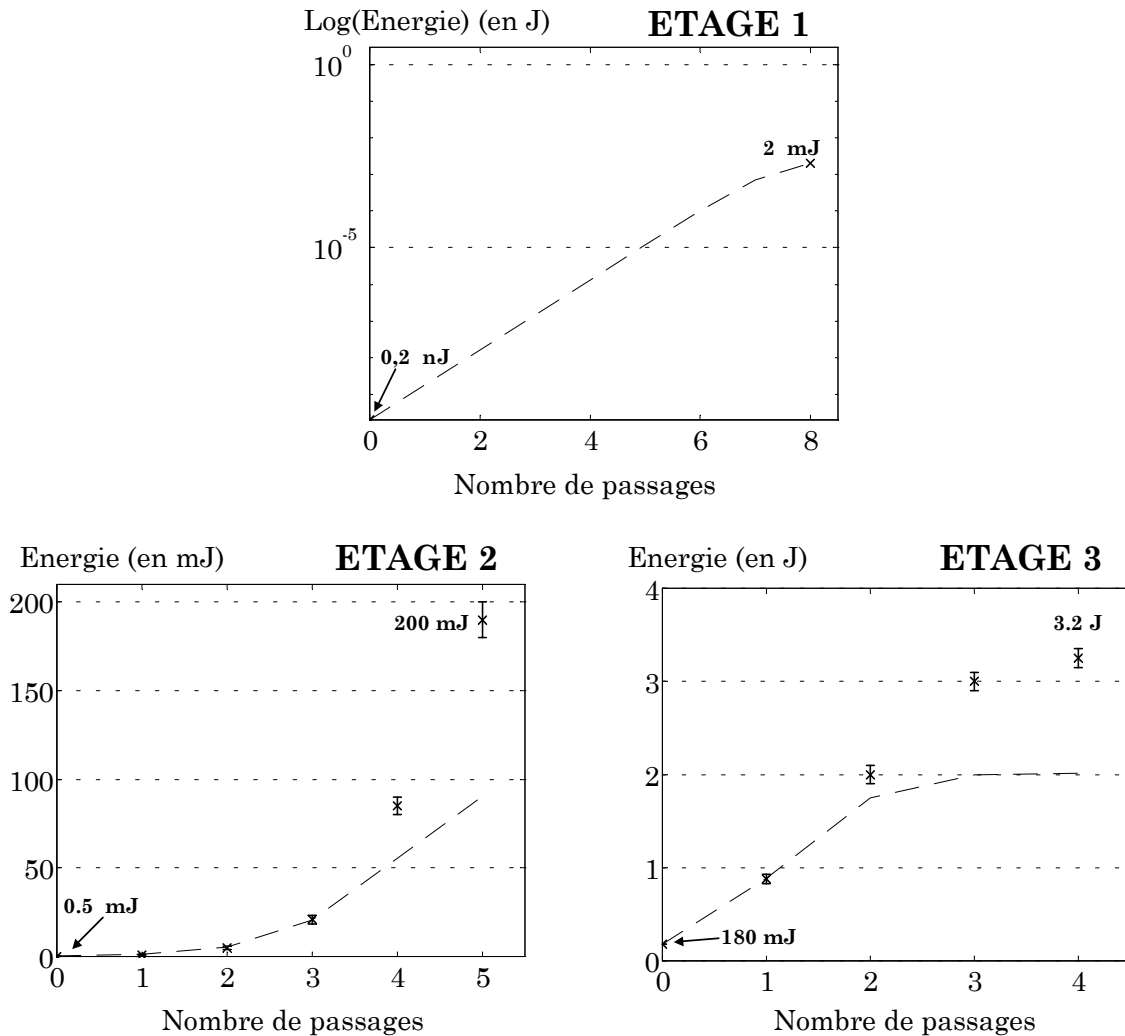 Log(Energie) (en J) ETAGE 1
10^0
2 mJ
10^-5
0,2 nJ
0 2 4 6 8
Nombre de passages
Energie (en mJ) ETAGE 2
200
200 mJ
150
100
50
0.5 mJ
0
0 1 2 3 4 5
Nombre de passages
Energie (en J) ETAGE 3
4
3.2 J
3
2
1
180 mJ
0
0 1 2 3 4
Nombre de passages